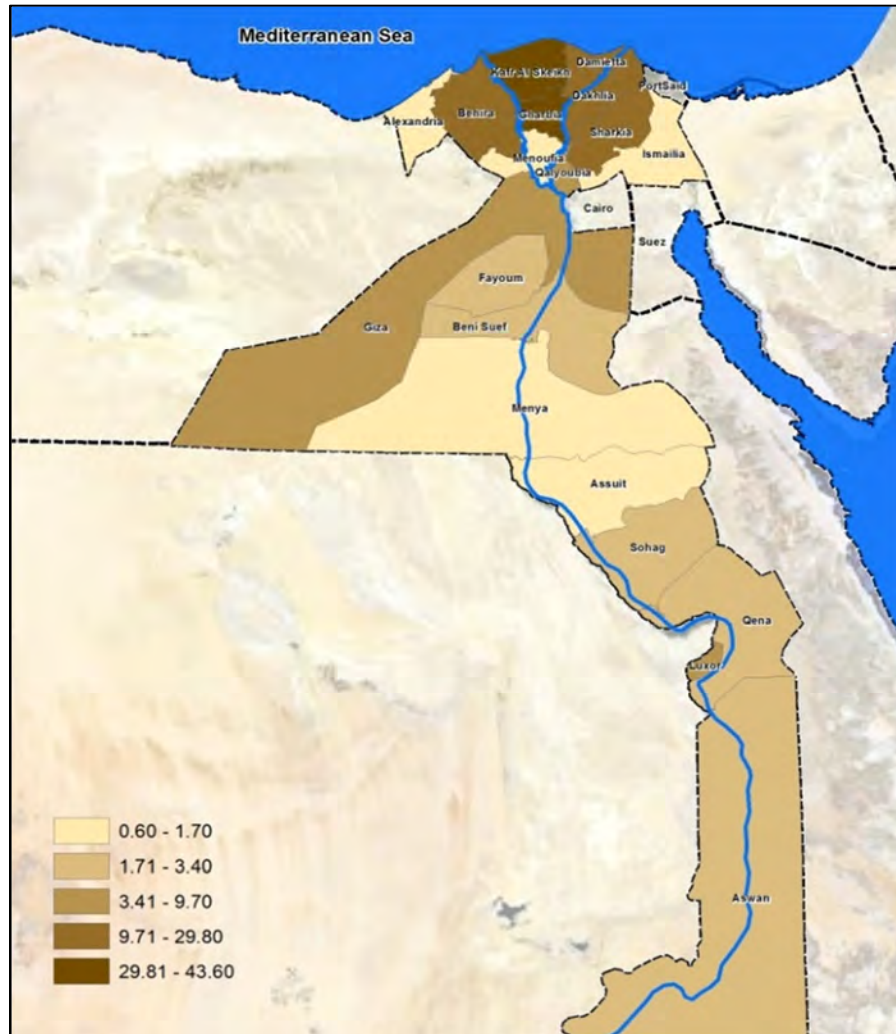 Mediterranean Sea
Kafr Al Skeikh
Damietta
PortSaid
Behira
Dakhlia
Gharbia
Alexandria
Sharkia
Menoufia
Ismailia
Qalyoubia
Cairo
Suez
Fayoum
Giza
Beni Suef
Menya
Assuit
Sohag
Qena
Luxor
Aswan
0.60 - 1.70
1.71 - 3.40
3.41 - 9.70
9.71 - 29.80
29.81 - 43.60